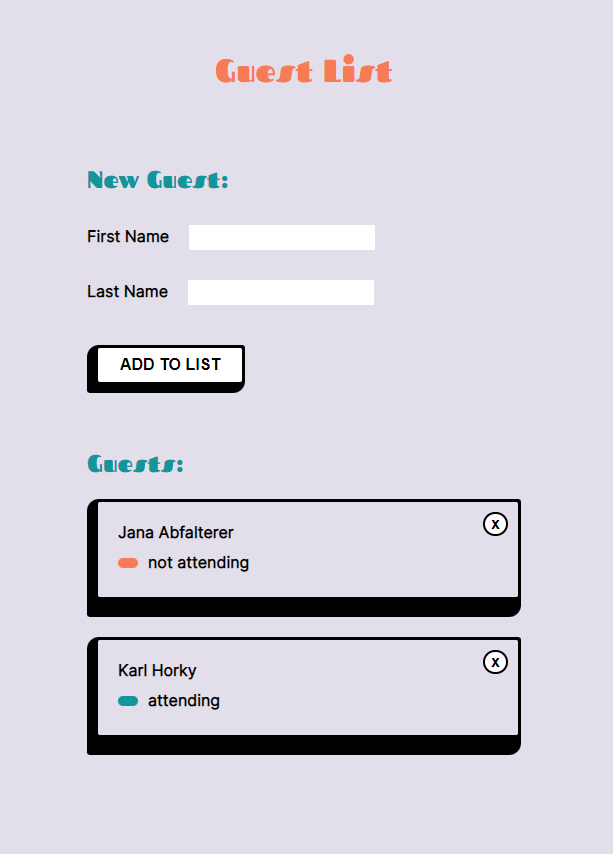 Guest List
New Guest:
First Name
Last Name
ADD TO LIST
Guests:
Jana Abfalterer
X
not attending
Karl Horky
X
attending